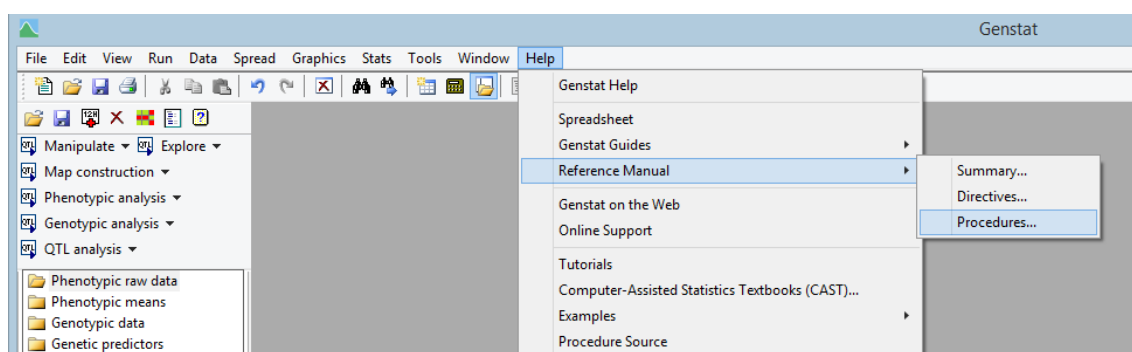 Genstat
File Edit View Run Data Spread Graphics Stats Tools Window Help
Genstat Help
Spreadsheet
Manipulate Explore
Genstat Guides
Map construction
Reference Manual
Summary...
Phenotypic analysis
Directives...
Genstat on the Web
Genotypic analysis
Procedures...
Online Support
QTL analysis
Tutorials
Phenotypic raw data
Computer-Assisted Statistics Textbooks (CAST)...
Phenotypic means
Examples
Genotypic data
Procedure Source
Genetic predictors